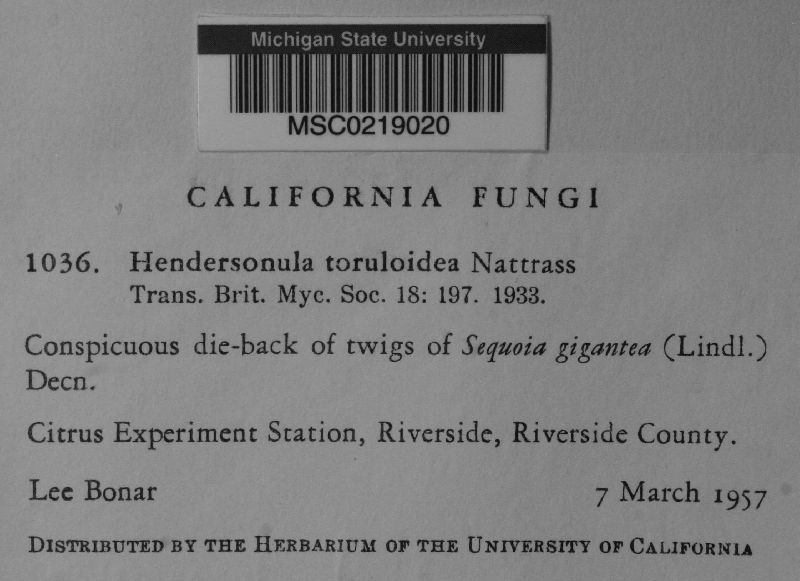 Michigan State University
MSC0219020
CALIFORNIA FUNGI
1036. Hendersonula toruloidea Nattrass
Trans. Brit. Myc. Soc. 18: 197. 1933.
Conspicuous die-back of twigs of Sequoia gigantea (Lindl.)
Decn.
Citrus Experiment Station, Riverside, Riverside County.
Lee Bonar 7 March 1957
DISTRIBUTED BY THE HERBARIUM OF THE UNIVERSITY OF CALIFORNIA